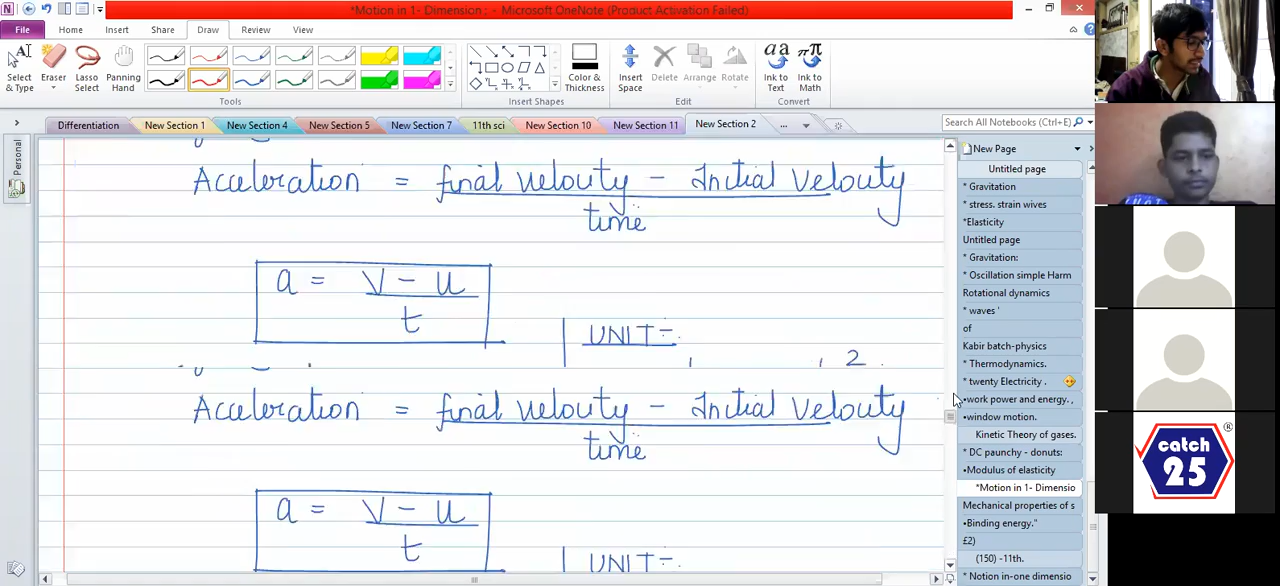 *Motion in 1- Dimension ; - Microsoft OneNote (Product Activation Failed)
File Home Insert Share Draw Review View
Select & Type
Eraser
Lasso Select
Panning Hand
Color & Thickness
Insert Space
Delete
Arrange
Rotate
Ink to Text
Ink to Math
Tools
Insert Shapes
Edit
Convert
Differentiation New Section 1 New Section 4 New Section 5 New Section 7 11th sci New Section 10 New Section 11 New Section 2 ...
Search All Notebooks (Ctrl+E)
Personal
Acceleration = final velouty - Initial Velouty
time
a = V - U
t
UNIT=
2
Acceleration = final velouty - Initial Velouty
time
a = V - U
t
UNIT=
New Page
Untitled page
* Gravitation
* stress. strain wives
*Elasticity
Untitled page
* Gravitation:
* Oscillation simple Harm
Rotational dynamics
* waves '
of
Kabir batch-physics
* Thermodynamics.
* twenty Electricity .
•work power and energy. ,
•window motion.
Kinetic Theory of gases.
* DC paunchy - donuts:
•Modulus of elasticity
*Motion in 1- Dimensio
Mechanical properties of s
•Binding energy."
£2)
(150) -11th.
* Notion in-one dimensio
catch
25
®